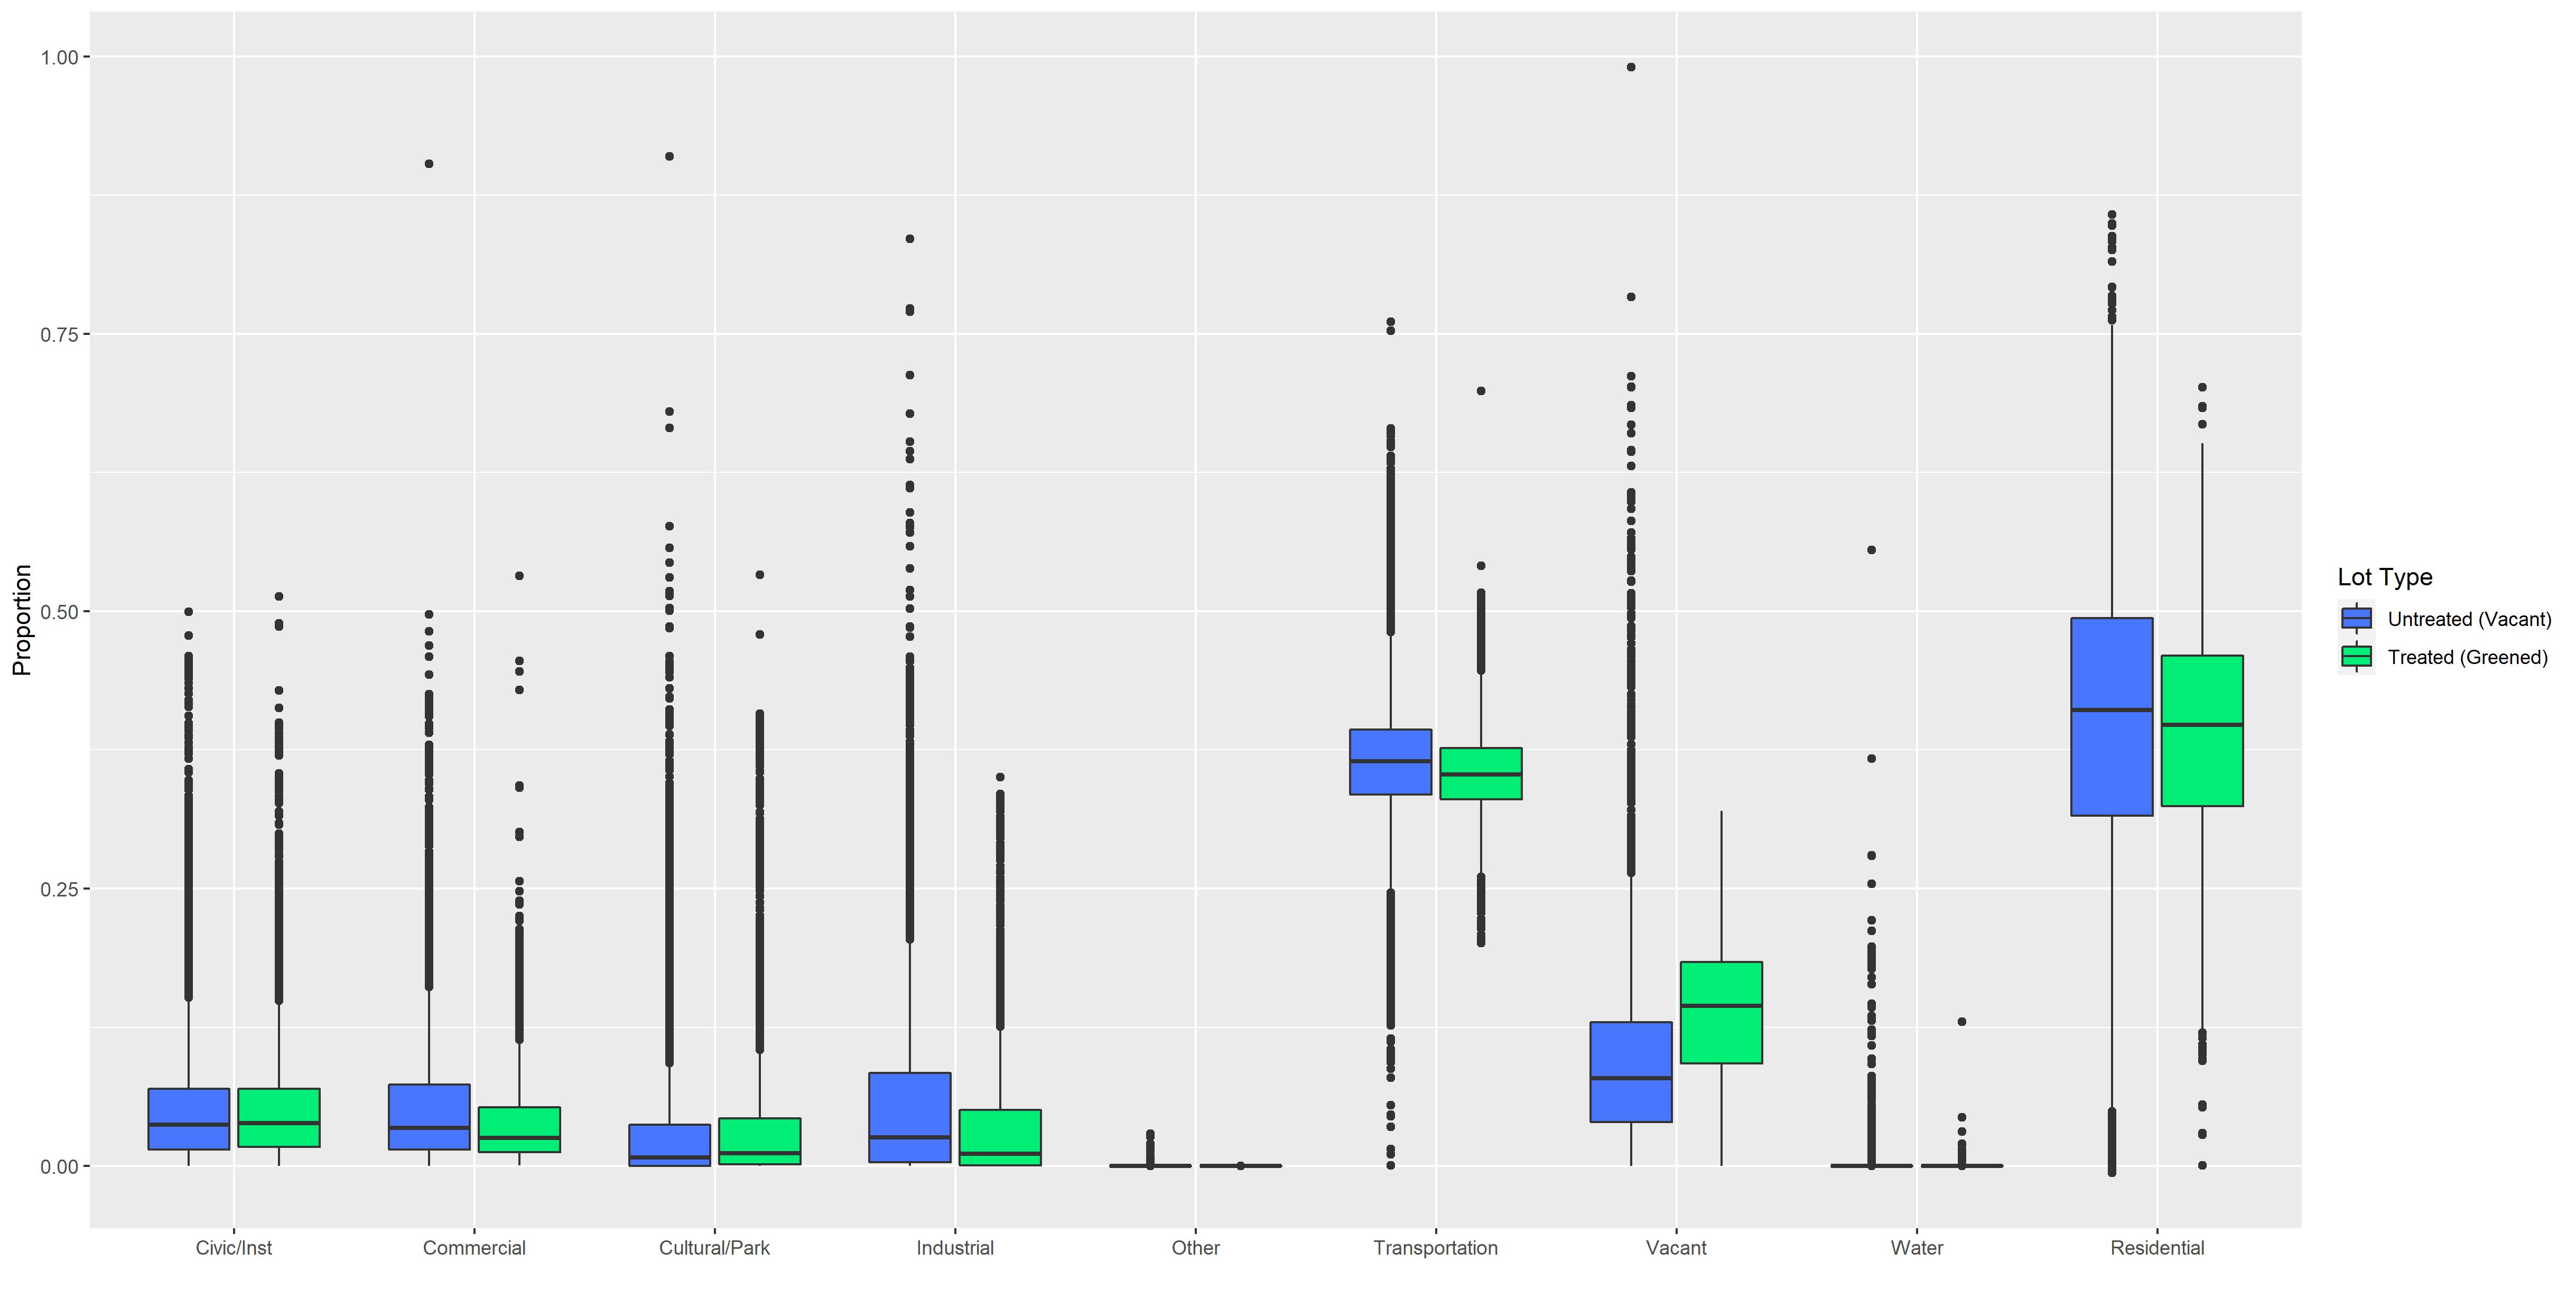 1.00
0.75
0.50
0.25
0.00
Proportion
Civic/Inst
Commercial
Cultural/Park
Industrial
Other
Transportation
Vacant
Water
Residential
Lot Type
Untreated (Vacant)
Treated (Greened)